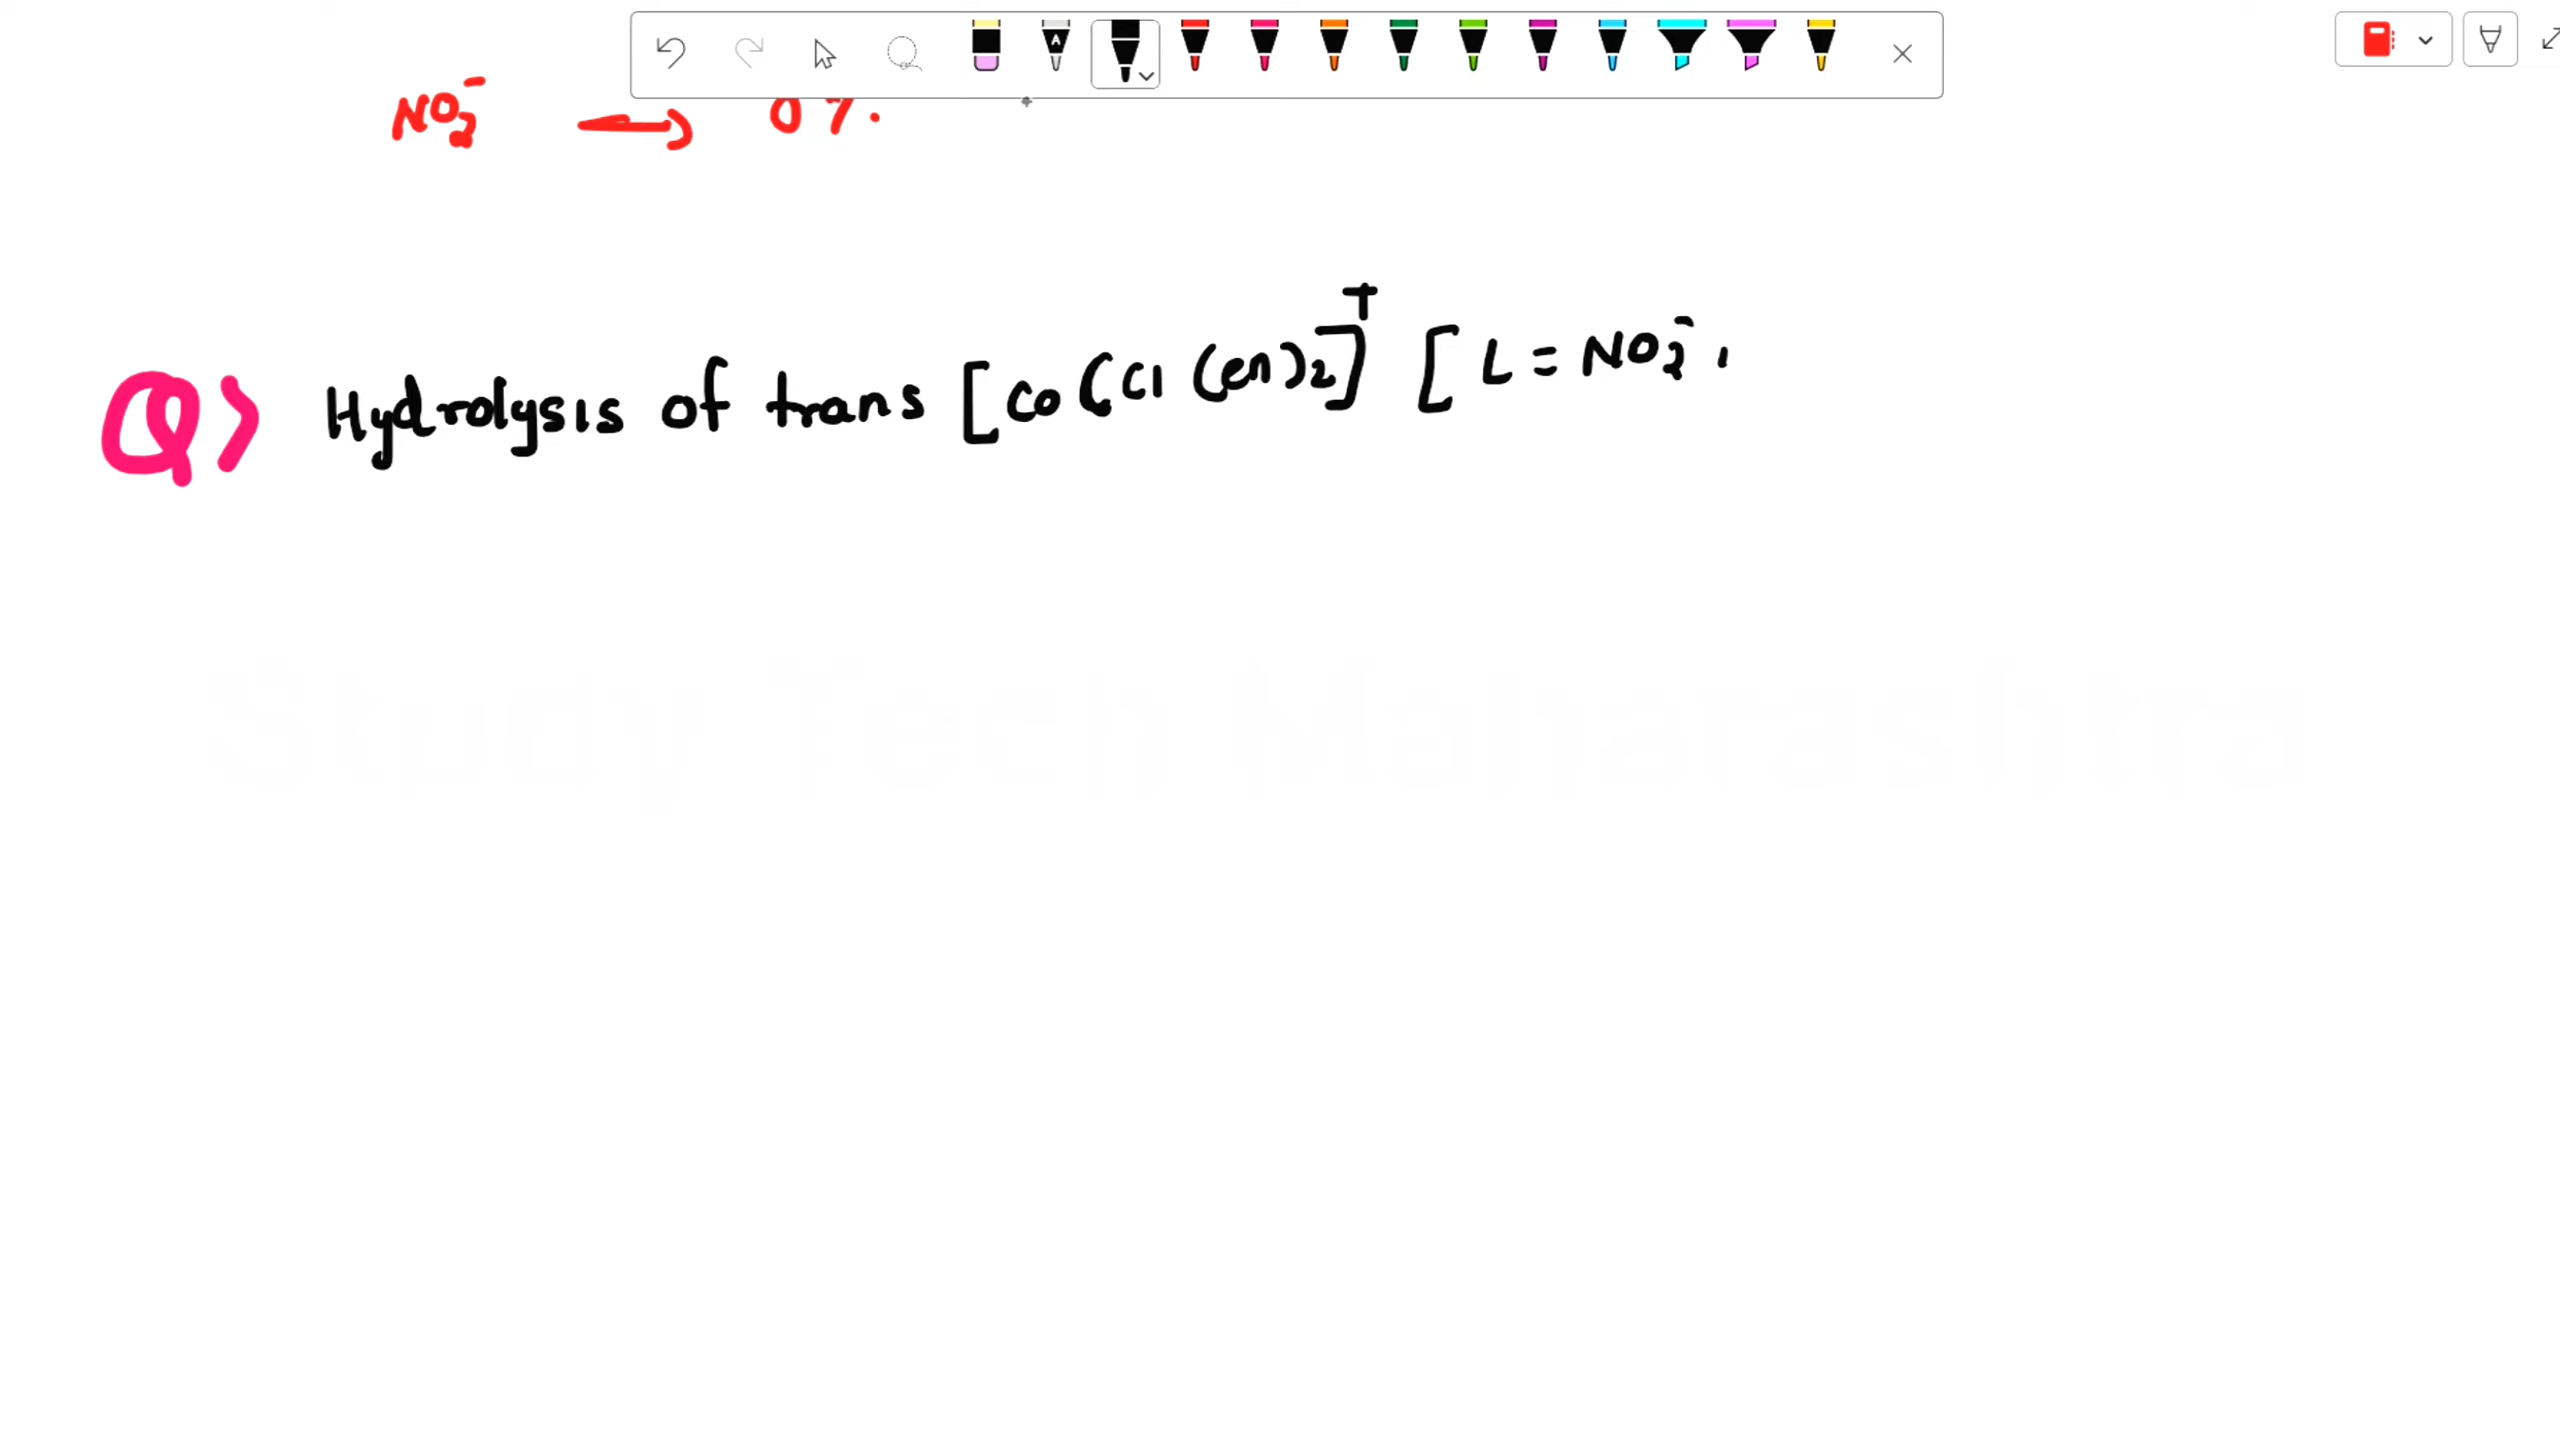 NO₂⁻ → 0%.
Q) Hydrolysis of trans [Co(Cl(en)₂]⁺ [L = NO₂⁻,